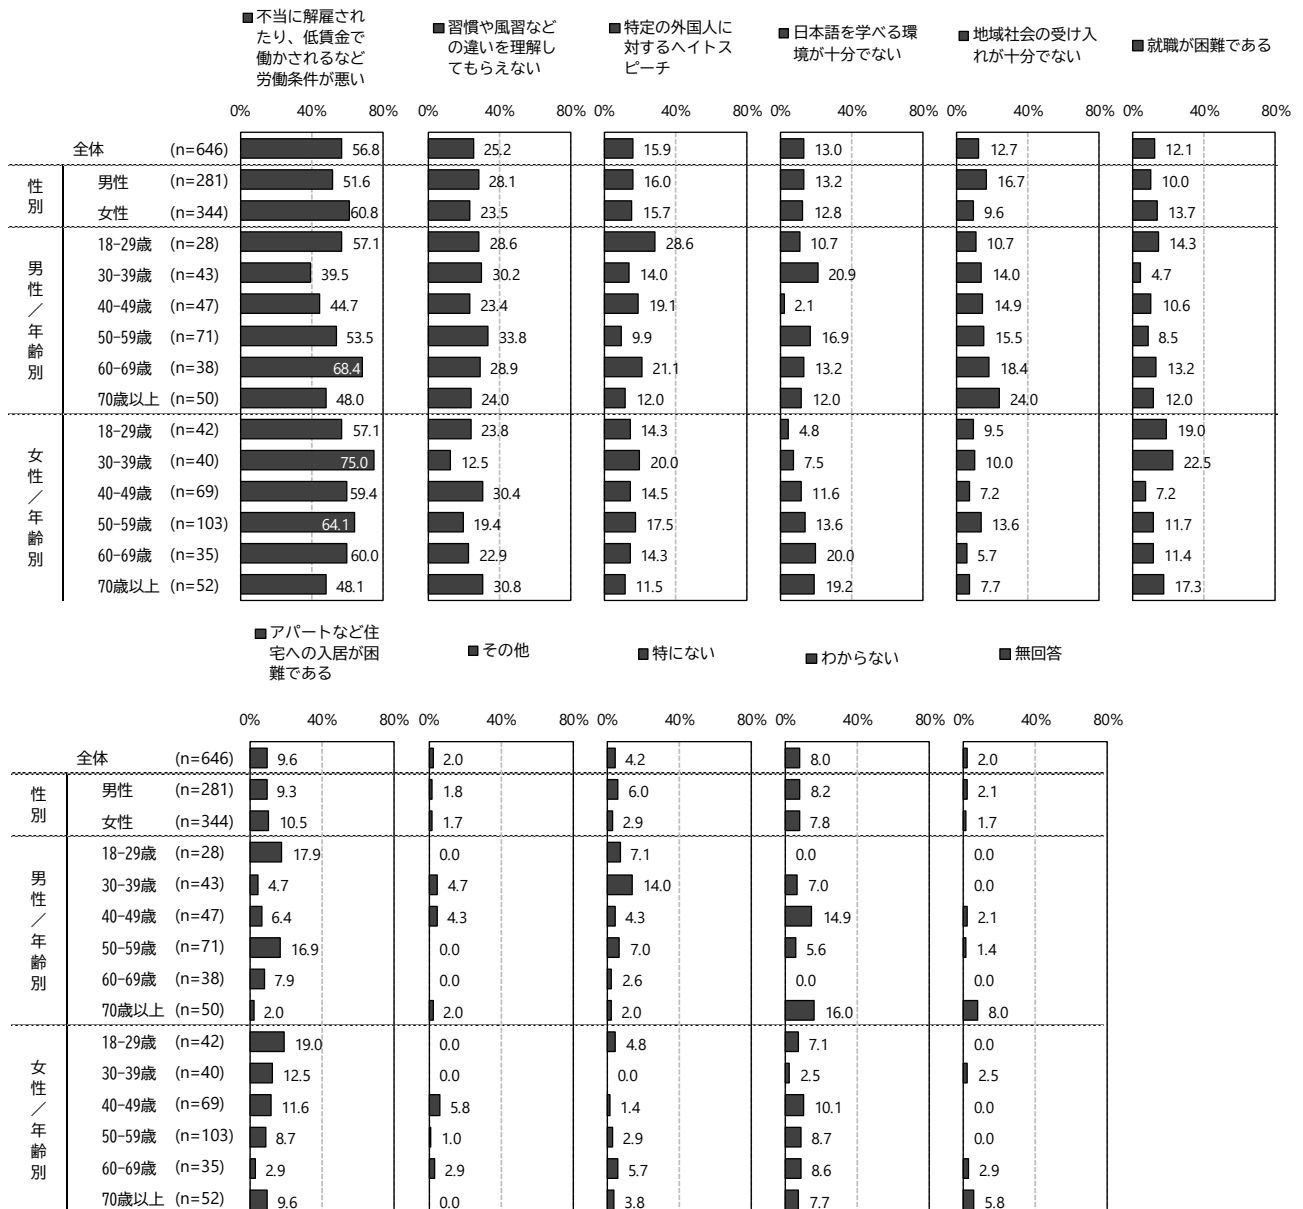 ■不当に解雇され
たり、低賃金で
働かされるなど
労働条件が悪い
■習慣や風習など
の違いを理解し
てもらえない
■特定の外国人に
対するヘイトス
ピーチ
■日本語を学べる環
境が十分でない
■地域社会の受け入
れが十分でない
■就職が困難である
0% 40% 80% 0% 40% 80% 0% 40% 80% 0% 40% 80% 0% 40% 80% 0% 40% 80%
全体 (n=646) 56.8 25.2 15.9 13.0 12.7 12.1
性別
男性 (n=281) 51.6 28.1 16.0 13.2 16.7 10.0
女性 (n=344) 60.8 23.5 15.7 12.8 9.6 13.7
男性/年齢別
18-29歳 (n=28) 57.1 28.6 28.6 10.7 10.7 14.3
30-39歳 (n=43) 39.5 30.2 14.0 20.9 14.0 4.7
40-49歳 (n=47) 44.7 23.4 19.1 2.1 14.9 10.6
50-59歳 (n=71) 53.5 33.8 9.9 16.9 15.5 8.5
60-69歳 (n=38) 68.4 28.9 21.1 13.2 18.4 13.2
70歳以上 (n=50) 48.0 24.0 12.0 12.0 24.0 12.0
女性/年齢別
18-29歳 (n=42) 57.1 23.8 14.3 4.8 9.5 19.0
30-39歳 (n=40) 75.0 12.5 20.0 7.5 10.0 22.5
40-49歳 (n=69) 59.4 30.4 14.5 11.6 7.2 7.2
50-59歳 (n=103) 64.1 19.4 17.5 13.6 13.6 11.7
60-69歳 (n=35) 60.0 22.9 14.3 20.0 5.7 11.4
70歳以上 (n=52) 48.1 30.8 11.5 19.2 7.7 17.3
■アパートなど住
宅への入居が困
難である
■その他
■特にない
■わからない
■無回答
0% 40% 80% 0% 40% 80% 0% 40% 80% 0% 40% 80% 0% 40% 80%
全体 (n=646) 9.6 2.0 4.2 8.0 2.0
性別
男性 (n=281) 9.3 1.8 6.0 8.2 2.1
女性 (n=344) 10.5 1.7 2.9 7.8 1.7
男性/年齢別
18-29歳 (n=28) 17.9 0.0 7.1 0.0 0.0
30-39歳 (n=43) 4.7 4.7 14.0 7.0 0.0
40-49歳 (n=47) 6.4 4.3 4.3 14.9 2.1
50-59歳 (n=71) 16.9 0.0 7.0 5.6 1.4
60-69歳 (n=38) 7.9 0.0 2.6 0.0 0.0
70歳以上 (n=50) 2.0 2.0 2.0 16.0 8.0
女性/年齢別
18-29歳 (n=42) 19.0 0.0 4.8 7.1 0.0
30-39歳 (n=40) 12.5 0.0 0.0 2.5 2.5
40-49歳 (n=69) 11.6 5.8 1.4 10.1 0.0
50-59歳 (n=103) 8.7 1.0 2.9 8.7 0.0
60-69歳 (n=35) 2.9 2.9 5.7 8.6 2.9
70歳以上 (n=52) 9.6 0.0 3.8 7.7 5.8